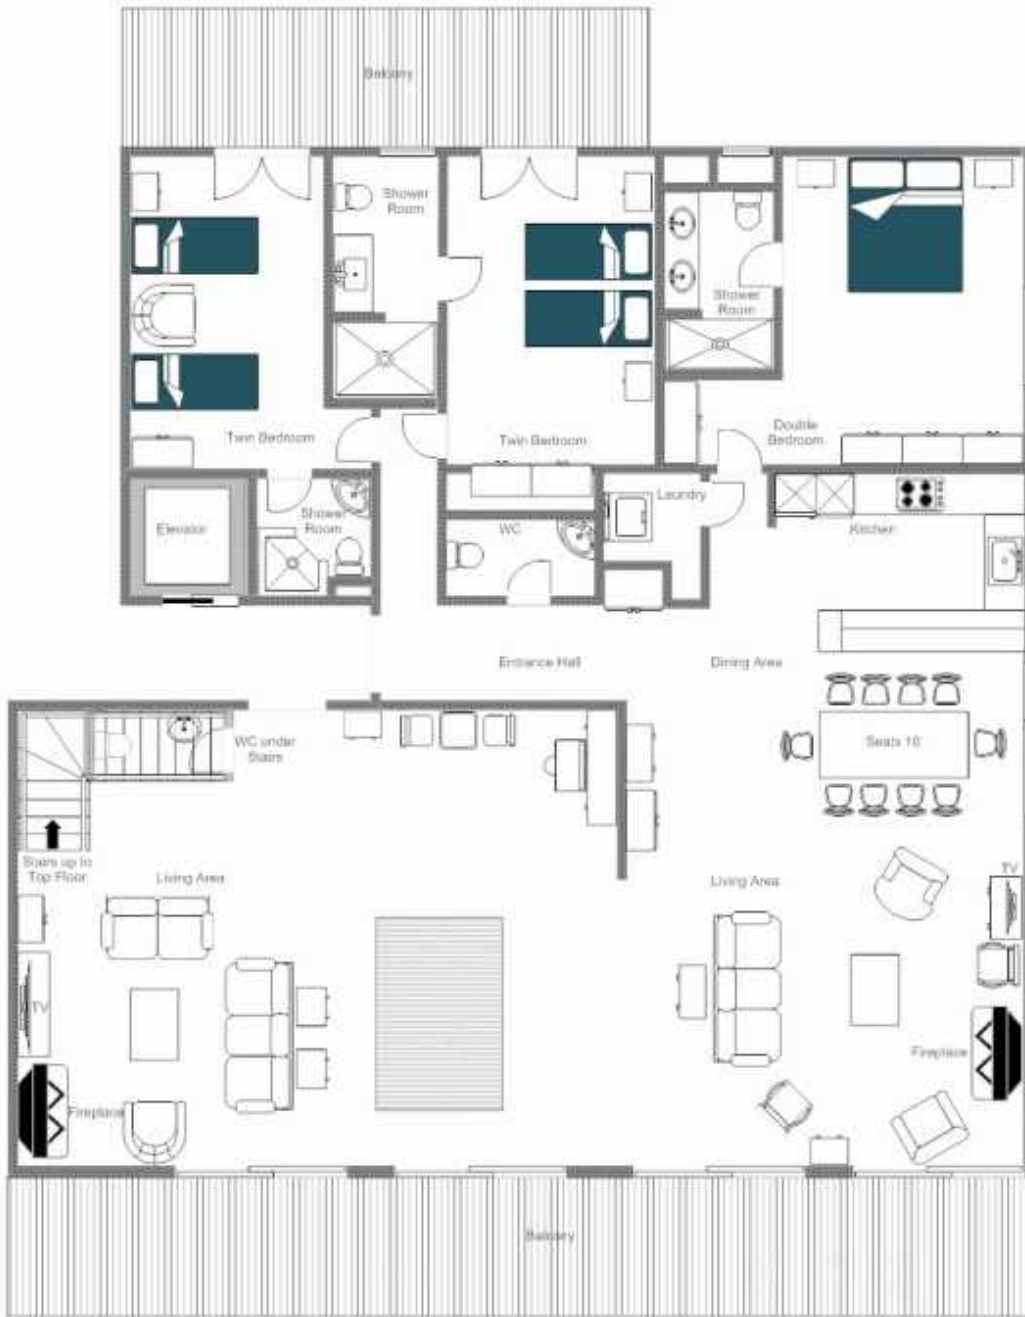 Balcony
Shower
Room
Shower
Room
Twin Bedroom
Twin Bedroom
Double
Bedroom
Elevator
Shower
Room
WC
Laundry
Kitchen
Entrance Hall
Dining Area
WC under
Stairs
Seats 10
Stairs up to
Top Floor
Living Area
Living Area
TV
TV
Fireplace
Fireplace
Balcony